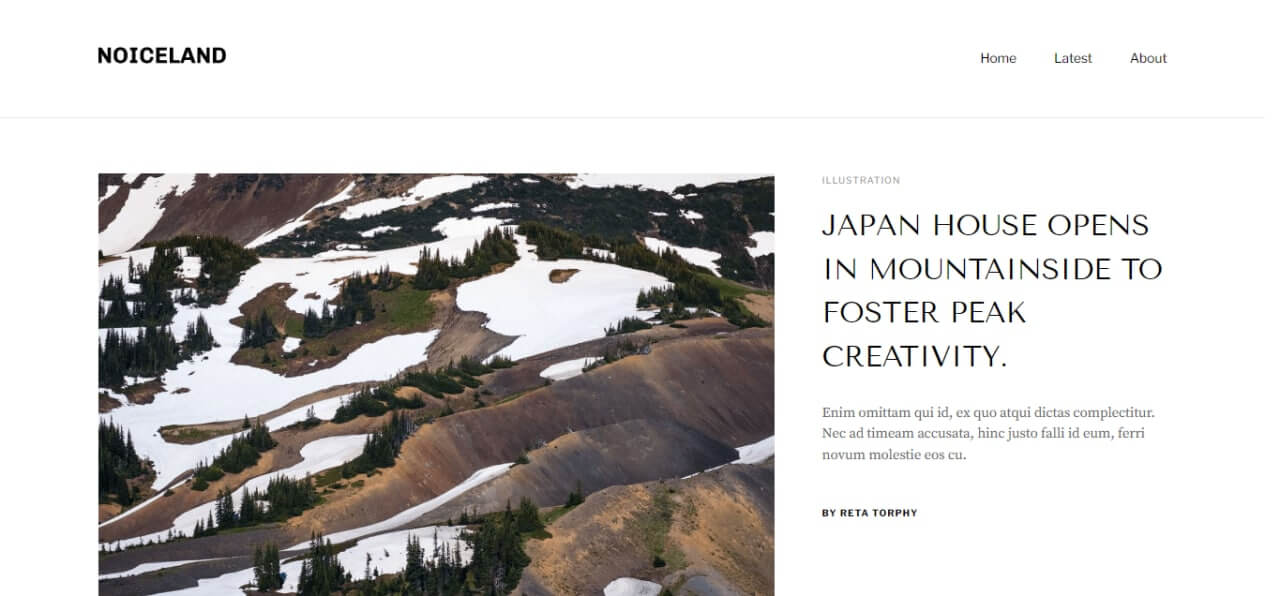 NOICELAND
Home Latest About
ILLUSTRATION
JAPAN HOUSE OPENS
IN MOUNTAINSIDE TO
FOSTER PEAK
CREATIVITY.
Enim omittam qui id, ex quo atqui dictas complectitur.
Nec ad timeam accusata, hinc justo falli id eum, ferri
novum molestie eos cu.
BY RETA TORPHY